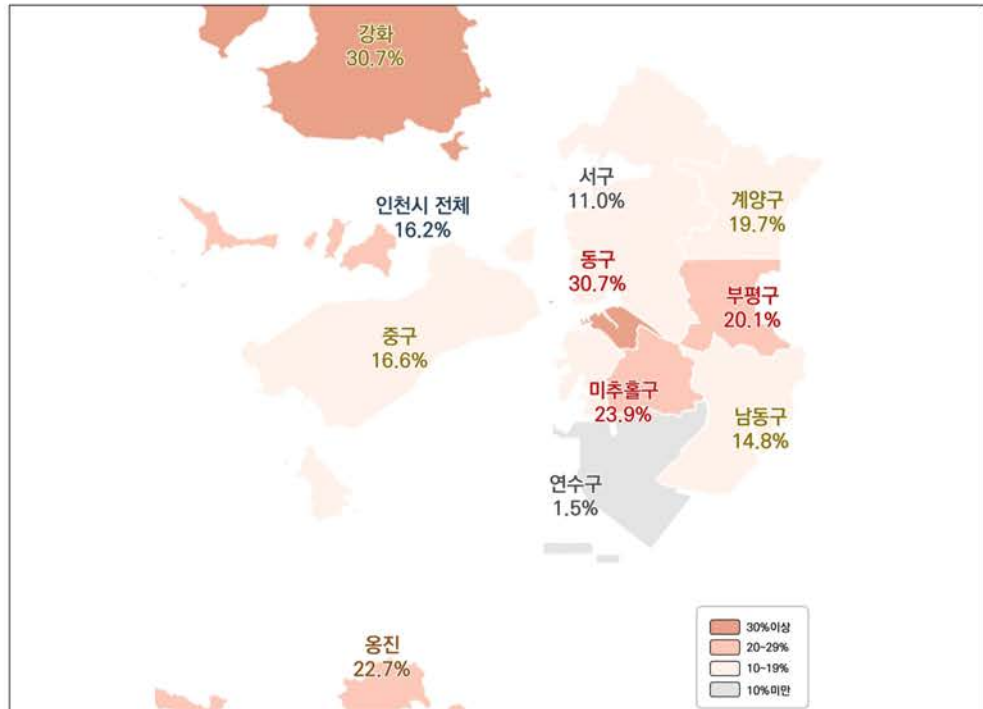 강화
30.7%
서구
11.0%
계양구
19.7%
인천시 전체
16.2%
동구
30.7%
부평구
20.1%
중구
16.6%
미추홀구
23.9%
남동구
14.8%
연수구
1.5%
옹진
22.7%
30%이상
20~29%
10~19%
10%미만